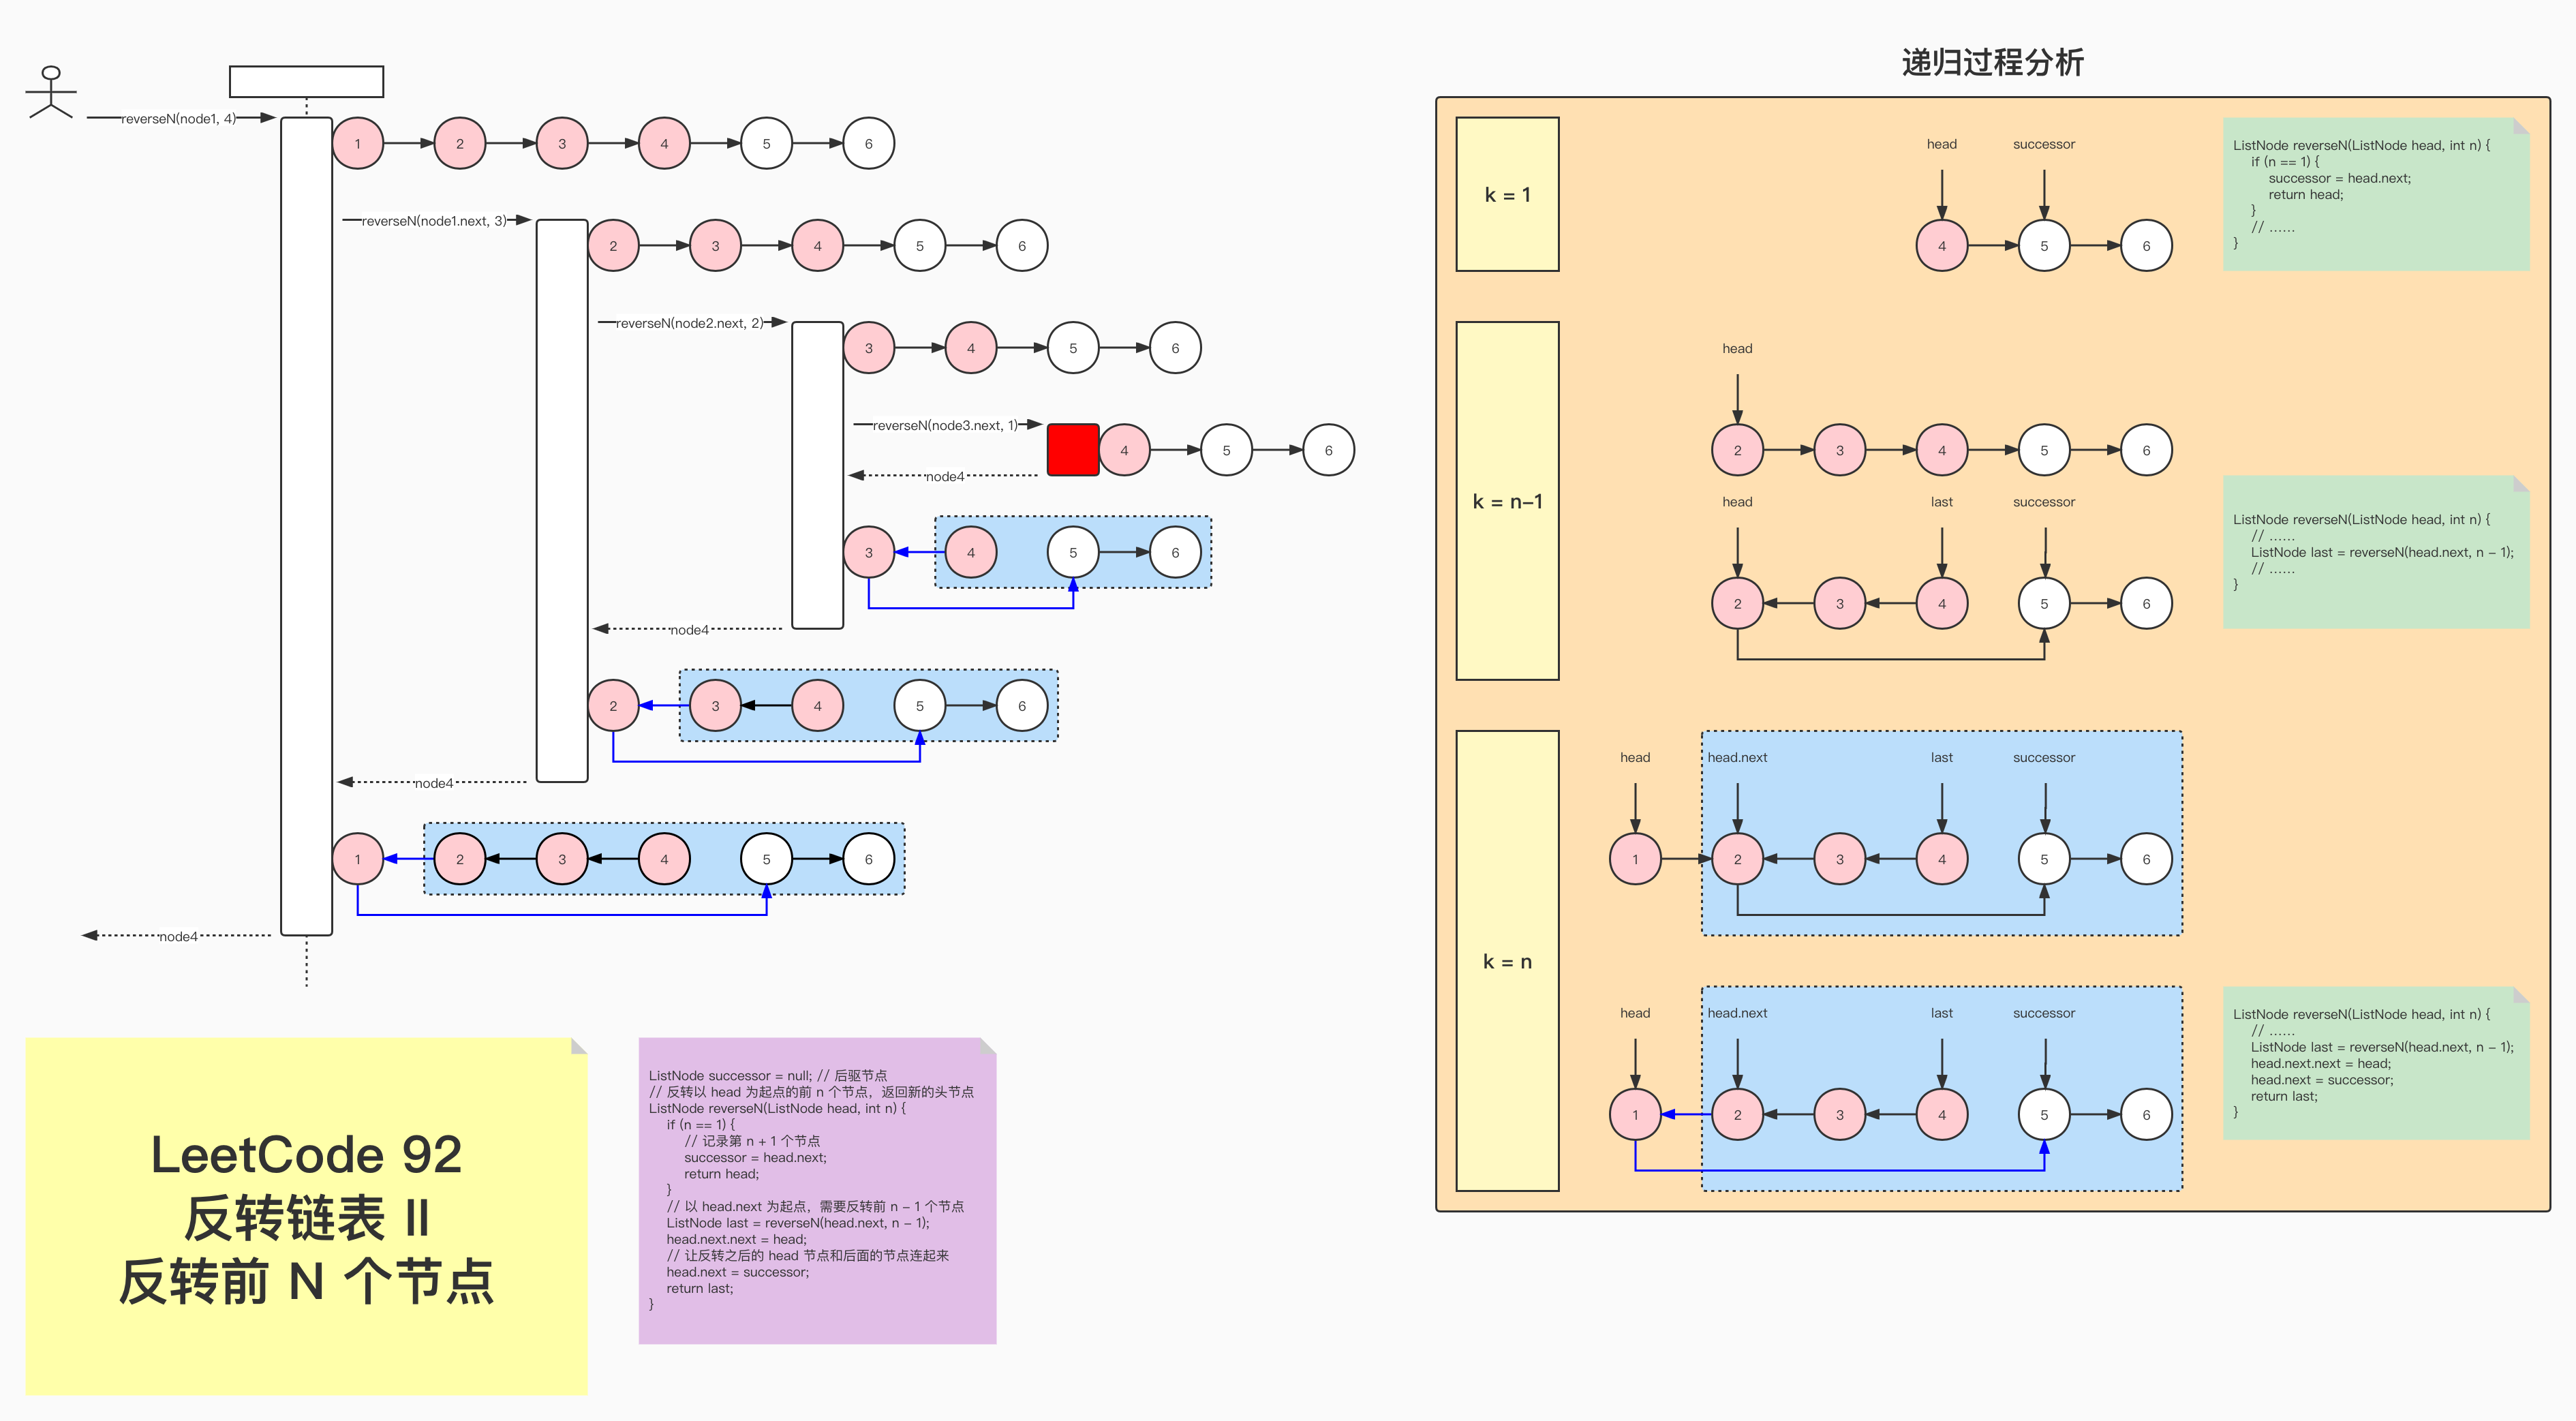 递归过程分析
reverseN(node1, 4)
1
2
3
4
5
6
reverseN(node1.next, 3)
2
3
4
5
6
reverseN(node2.next, 2)
3
4
5
6
reverseN(node3.next, 1)
4
5
6
node4
3
4
5
6
node4
2
3
4
5
6
node4
1
2
3
4
5
6
node4
LeetCode 92
反转链表 II
反转前 N 个节点
ListNode successor = null; // 后驱节点
// 反转以 head 为起点的前 n 个节点，返回新的头节点
ListNode reverseN(ListNode head, int n) {
if (n == 1) {
// 记录第 n + 1 个节点
successor = head.next;
return head;
}
// 以 head.next 为起点，需要反转前 n – 1 个节点
ListNode last = reverseN(head.next, n – 1);
head.next.next = head;
// 让反转之后的 head 节点和后面的节点连起来
head.next = successor;
return last;
}
k = 1
head
successor
4
5
6
ListNode reverseN(ListNode head, int n) {
if (n == 1) {
successor = head.next;
return head;
}
// ……
}
k = n–1
head
2
3
4
5
6
head
last
successor
2
3
4
5
6
ListNode reverseN(ListNode head, int n) {
// ……
ListNode last = reverseN(head.next, n – 1);
// ……
}
k = n
head
head.next
last
successor
1
2
3
4
5
6
head
head.next
last
successor
1
2
3
4
5
6
ListNode reverseN(ListNode head, int n) {
// ……
ListNode last = reverseN(head.next, n – 1);
head.next.next = head;
head.next = successor;
return last;
}